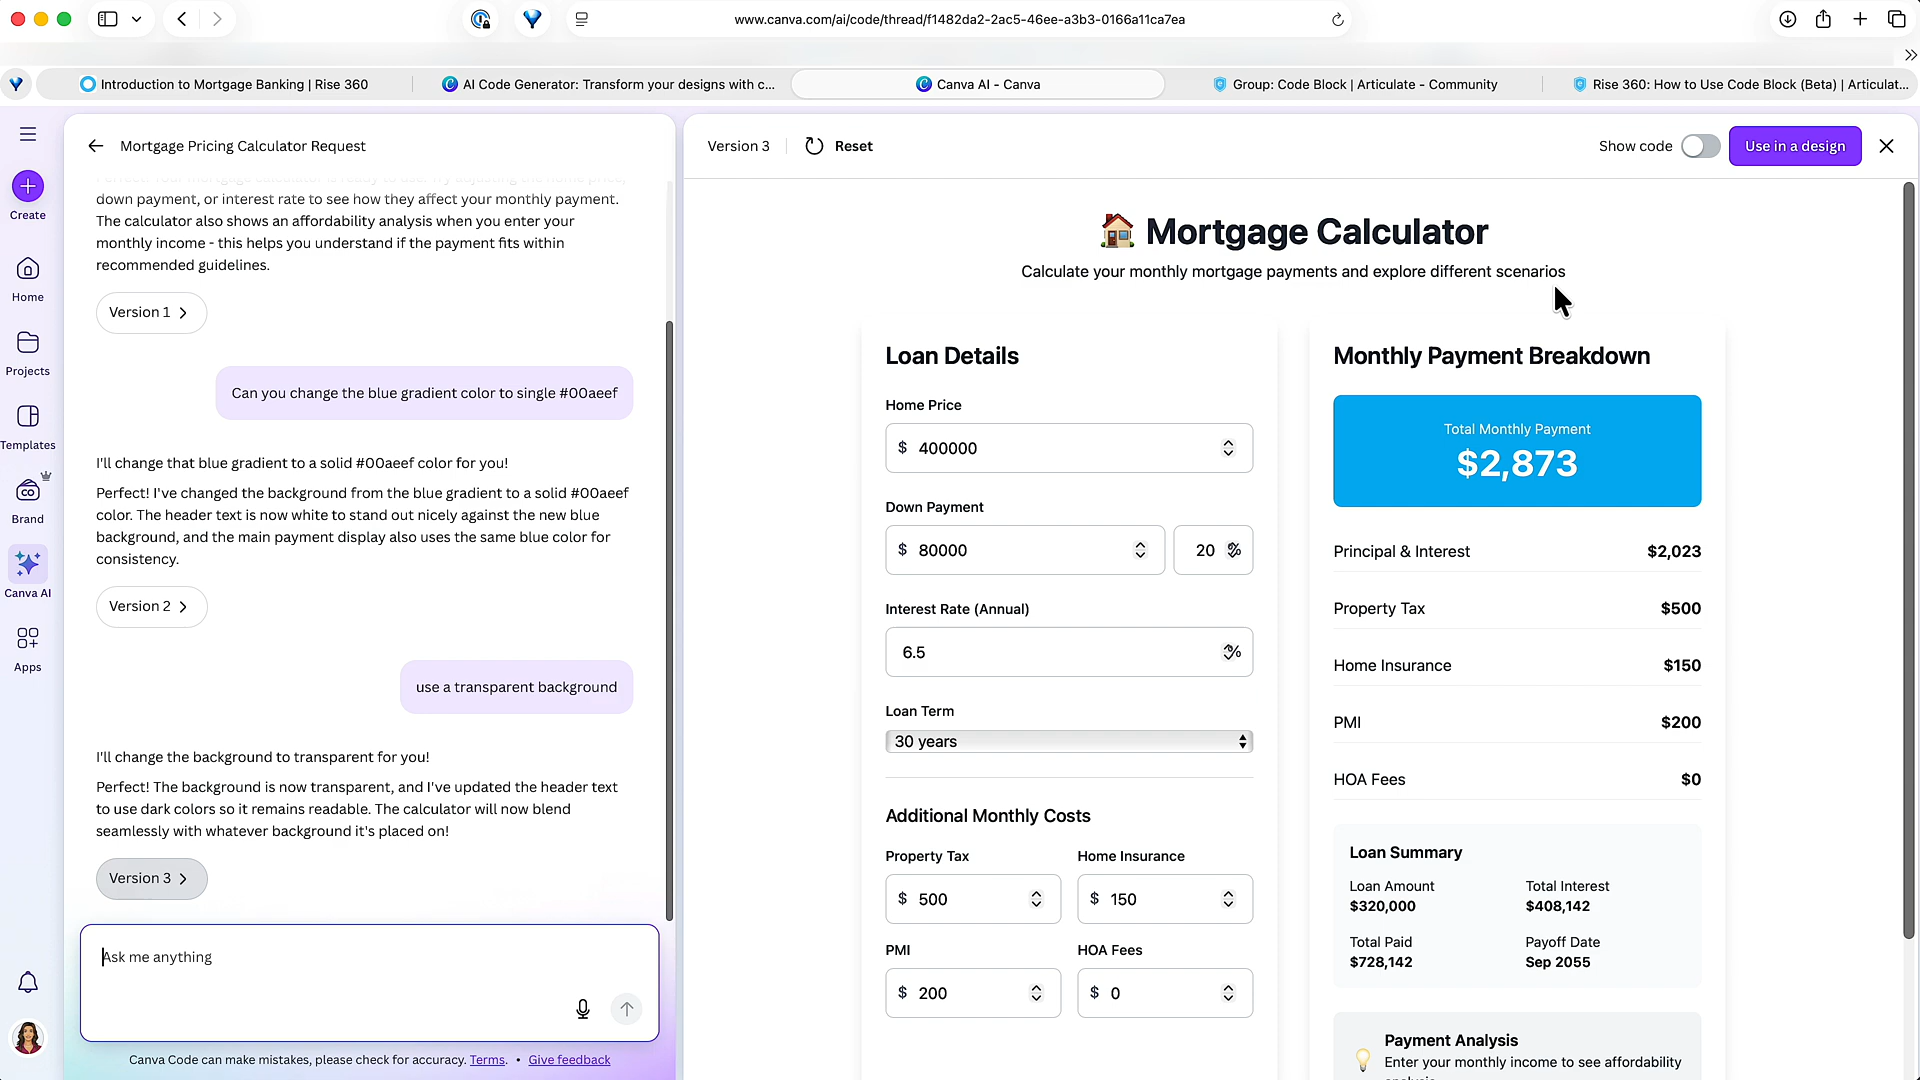 www.canva.com/ai/code/thread/f1482da2-2ac5-46ee-a3b3-0166a11ca7ea
Introduction to Mortgage Banking | Rise 360
AI Code Generator: Transform your designs with c...
Canva AI - Canva
Group: Code Block | Articulate - Community
Rise 360: How to Use Code Block (Beta) | Articulat...
Create
Home
Projects
Templates
Brand
Canva AI
Apps
Mortgage Pricing Calculator Request
down payment, or interest rate to see how they affect your monthly payment.
The calculator also shows an affordability analysis when you enter your
monthly income - this helps you understand if the payment fits within
recommended guidelines.
Version 1
Can you change the blue gradient color to single #00aeef
I'll change that blue gradient to a solid #00aeef color for you!
Perfect! I've changed the background from the blue gradient to a solid #00aeef
color. The header text is now white to stand out nicely against the new blue
background, and the main payment display also uses the same blue color for
consistency.
Version 2
use a transparent background
I'll change the background to transparent for you!
Perfect! The background is now transparent, and I've updated the header text
to use dark colors so it remains readable. The calculator will now blend
seamlessly with whatever background it's placed on!
Version 3
Ask me anything
Canva Code can make mistakes, please check for accuracy. Terms. • Give feedback
Version 3
Reset
Show code
Use in a design
Mortgage Calculator
Calculate your monthly mortgage payments and explore different scenarios
Loan Details
Home Price
$ 400000
Down Payment
$ 80000
20 %
Interest Rate (Annual)
6.5 %
Loan Term
30 years
Additional Monthly Costs
Property Tax
Home Insurance
$ 500
$ 150
PMI
HOA Fees
$ 200
$ 0
Monthly Payment Breakdown
Total Monthly Payment
$2,873
Principal & Interest $2,023
Property Tax $500
Home Insurance $150
PMI $200
HOA Fees $0
Loan Summary
Loan Amount
$320,000
Total Interest
$408,142
Total Paid
$728,142
Payoff Date
Sep 2055
Payment Analysis
Enter your monthly income to see affordability